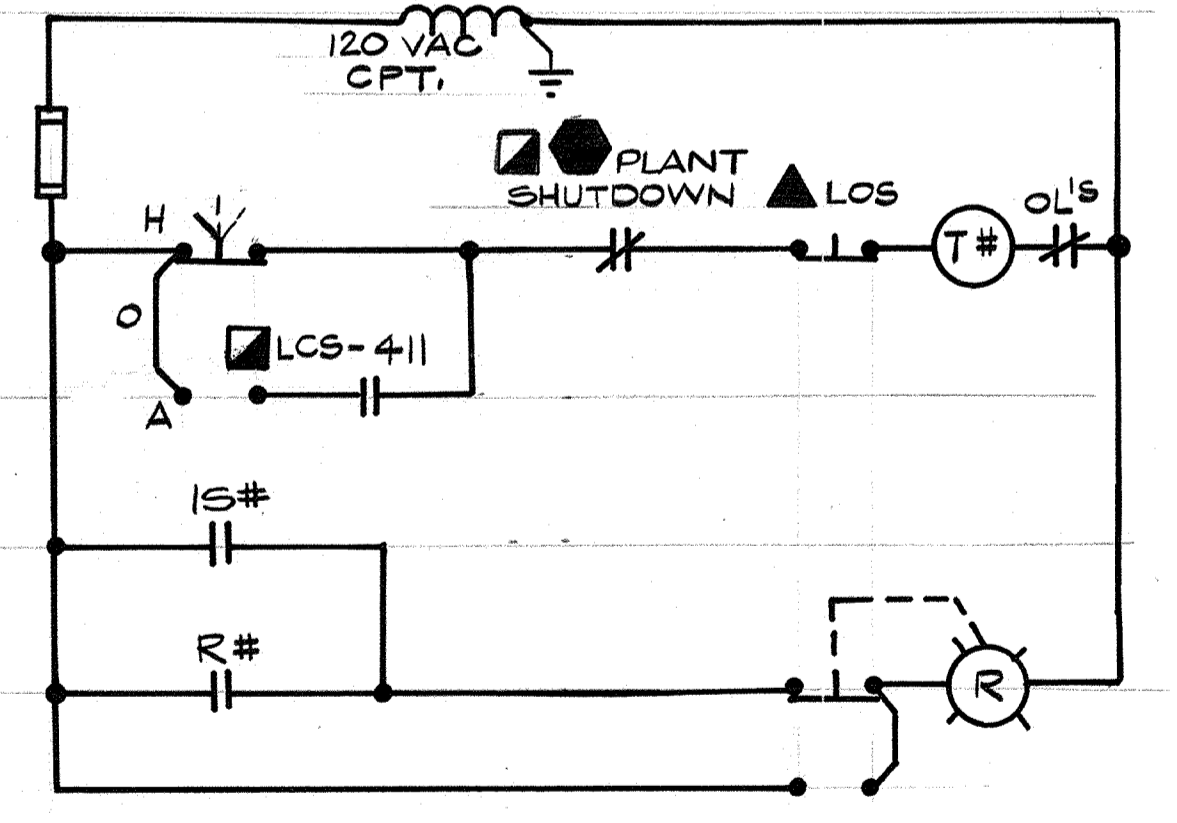 120 VAC
CPT.
PLANT
SHUTDOWN
LOS
OL'S
H
T#
O
LCS-411
A
1S#
R#
R